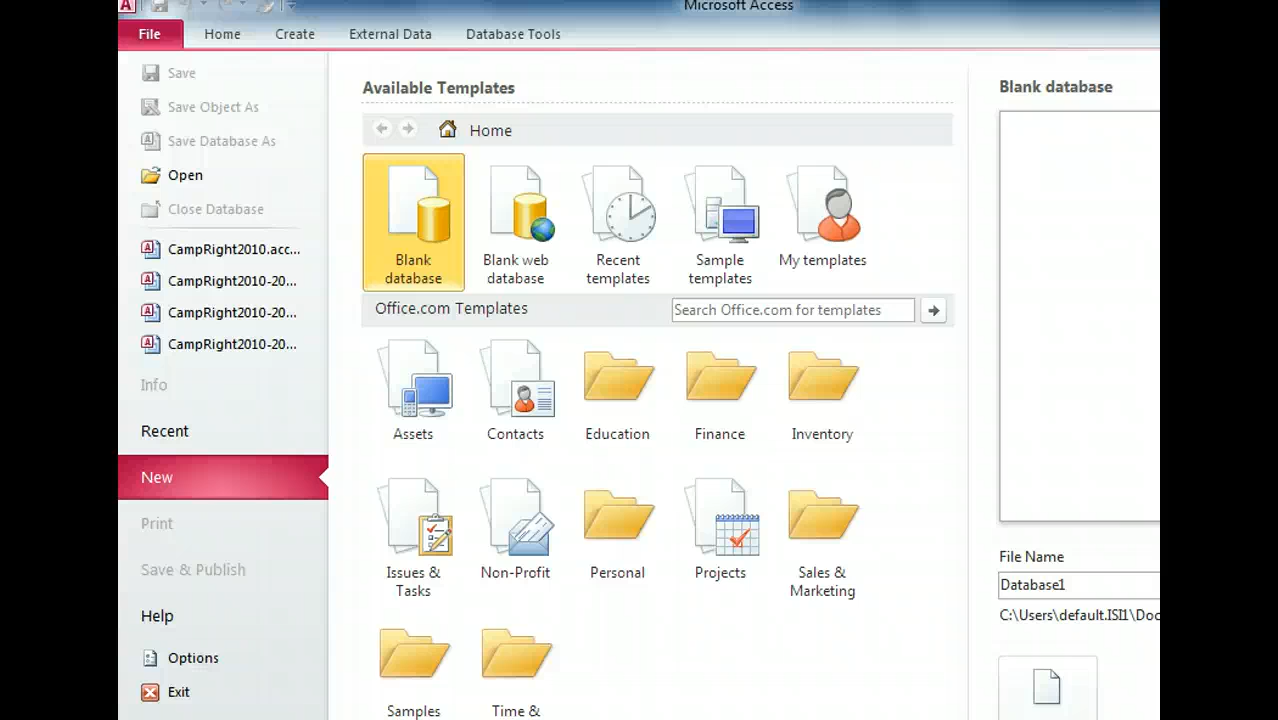 Microsoft Access
File Home Create External Data Database Tools
Save
Save Object As
Save Database As
Open
Close Database
CampRight2010.acc...
CampRight2010-20...
CampRight2010-20...
CampRight2010-20...
Info
Recent
New
Print
Save & Publish
Help
Options
Exit
Available Templates
Home
Blank
database
Blank web
database
Recent
templates
Sample
templates
My templates
Office.com Templates
Search Office.com for templates
Assets
Contacts
Education
Finance
Inventory
Issues &
Tasks
Non-Profit
Personal
Projects
Sales &
Marketing
Samples
Time &
Blank database
File Name
Database1
C:\Users\default.ISI1\Doc